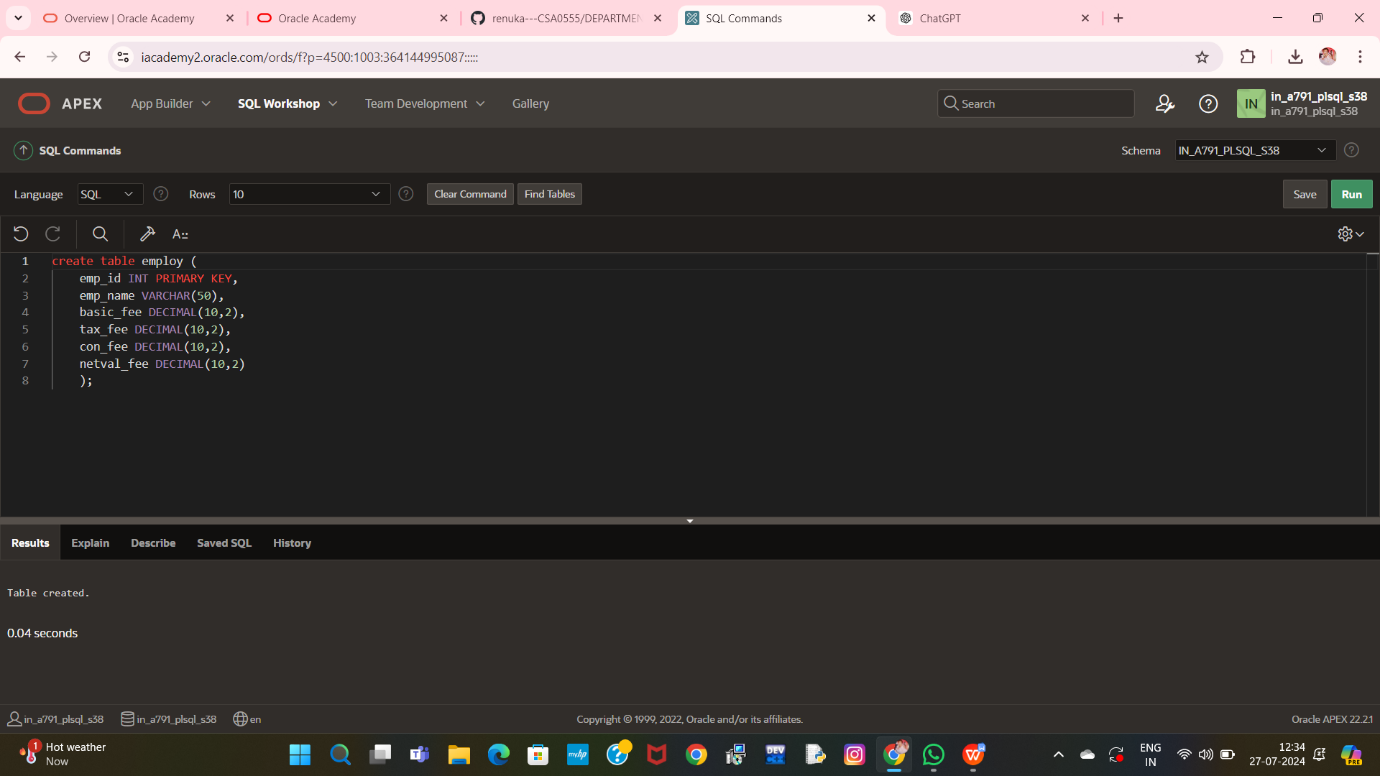 Overview | Oracle Academy
Oracle Academy
renuka---CSA0555/DEPARTMEN
SQL Commands
ChatGPT
iacademy2.oracle.com/ords/f?p=4500:1003:364144995087:::::
APEX
App Builder
SQL Workshop
Team Development
Gallery
Search
IN
in_a791_plsql_s38
in_a791_plsql_s38
SQL Commands
Schema
IN_A791_PLSQL_S38
Language
SQL
Rows
10
Clear Command
Find Tables
Save
Run
1 create table employ (
2 emp_id INT PRIMARY KEY,
3 emp_name VARCHAR(50),
4 basic_fee DECIMAL(10,2),
5 tax_fee DECIMAL(10,2),
6 con_fee DECIMAL(10,2),
7 netval_fee DECIMAL(10,2)
8 );
Results
Explain
Describe
Saved SQL
History
Table created.
0.04 seconds
in_a791_plsql_s38
in_a791_plsql_s38
en
Copyright © 1999, 2022, Oracle and/or its affiliates.
Oracle APEX 22.2.1
1
Hot weather
Now
myhp
DEV
ENG
IN
12:34
27-07-2024
PRE